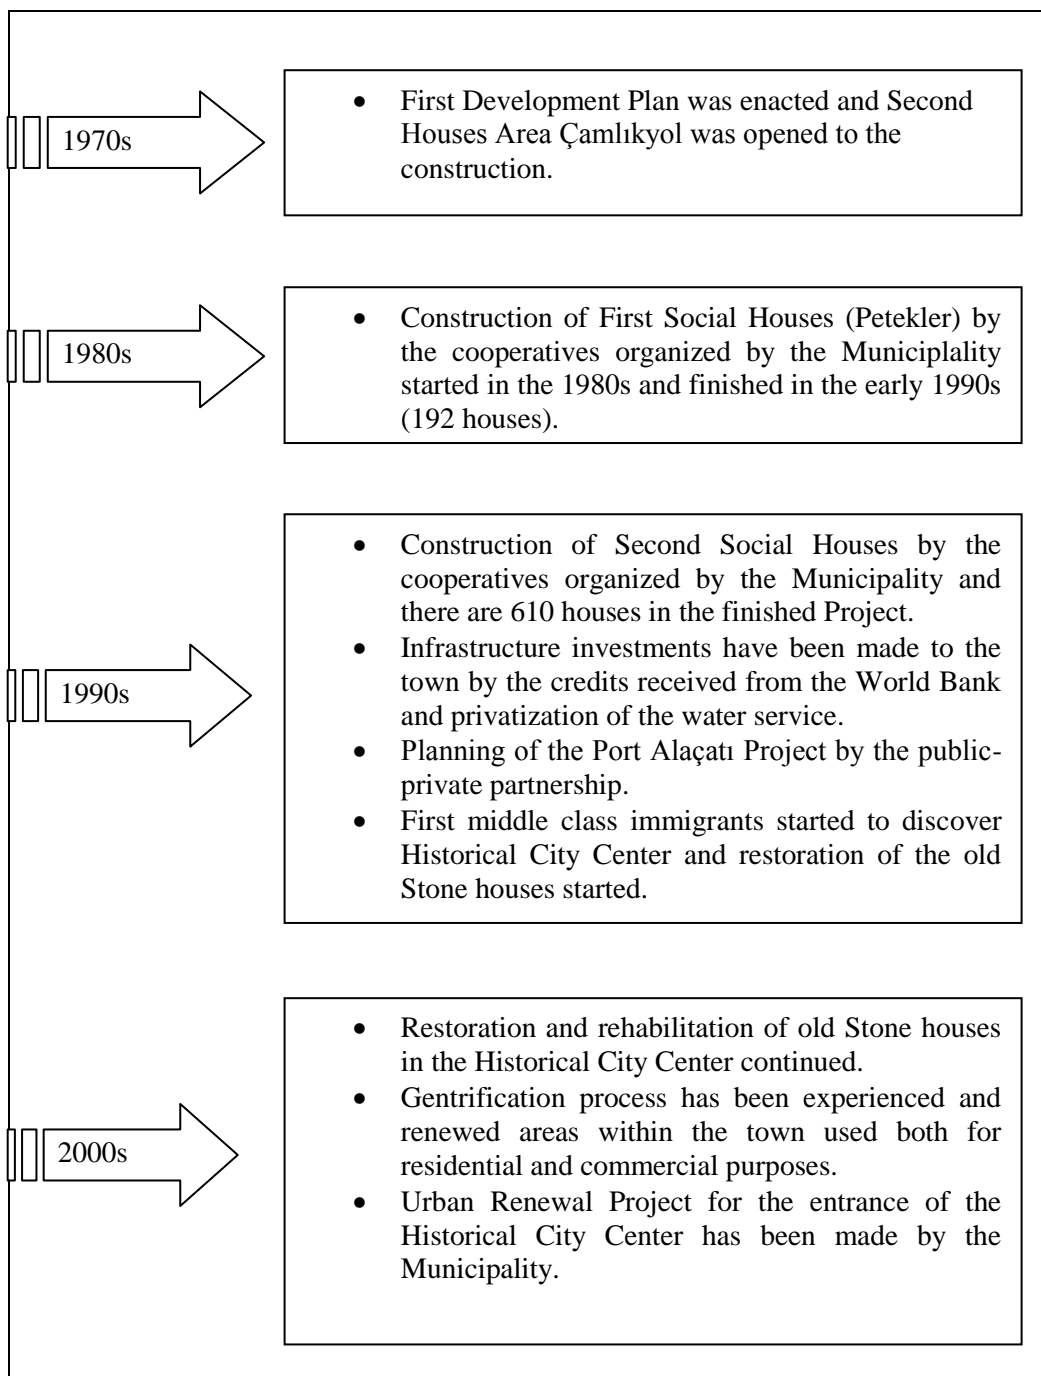 1970s
• First Development Plan was enacted and Second
Houses Area Çamlıkyol was opened to the
construction.
1980s
• Construction of First Social Houses (Petekler) by
the cooperatives organized by the Municiplality
started in the 1980s and finished in the early 1990s
(192 houses).
1990s
• Construction of Second Social Houses by the
cooperatives organized by the Municipality and
there are 610 houses in the finished Project.
• Infrastructure investments have been made to the
town by the credits received from the World Bank
and privatization of the water service.
• Planning of the Port Alaçatı Project by the public-
private partnership.
• First middle class immigrants started to discover
Historical City Center and restoration of the old
Stone houses started.
2000s
• Restoration and rehabilitation of old Stone houses
in the Historical City Center continued.
• Gentrification process has been experienced and
renewed areas within the town used both for
residential and commercial purposes.
• Urban Renewal Project for the entrance of the
Historical City Center has been made by the
Municipality.